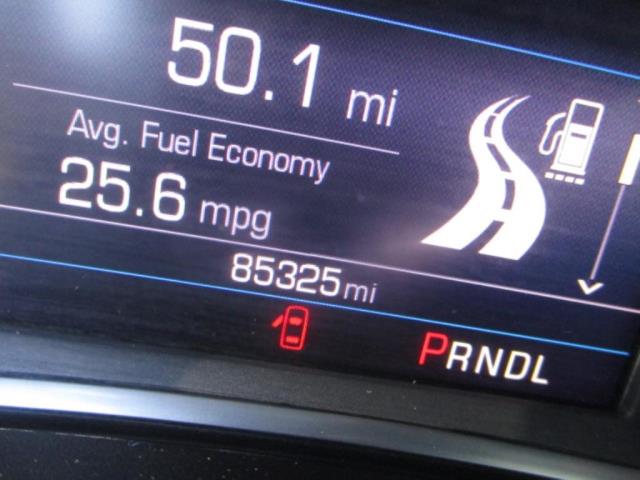 50.1 mi
Avg. Fuel Economy
25.6 mpg
85325 mi
PRNDL